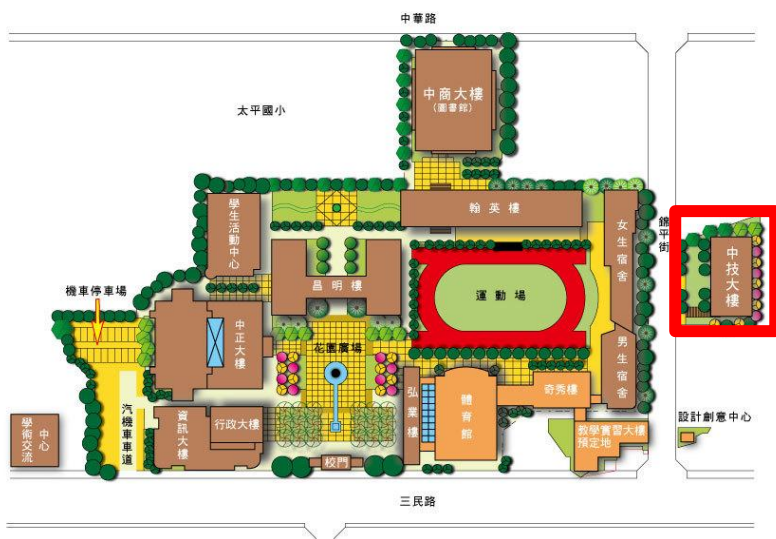 中華路
中商大樓
(圖書館)
太平國小
翰英樓
學生活動中心
女生宿舍
錦平街
中技大樓
昌明樓
運動場
機車停車場
中正大樓
花園廣場
男生宿舍
奇秀樓
弘業樓
體育館
設計創意中心
學術交流
中心
汽機車車道
資訊大樓
行政大樓
教學實習大樓
預定地
校門
三民路